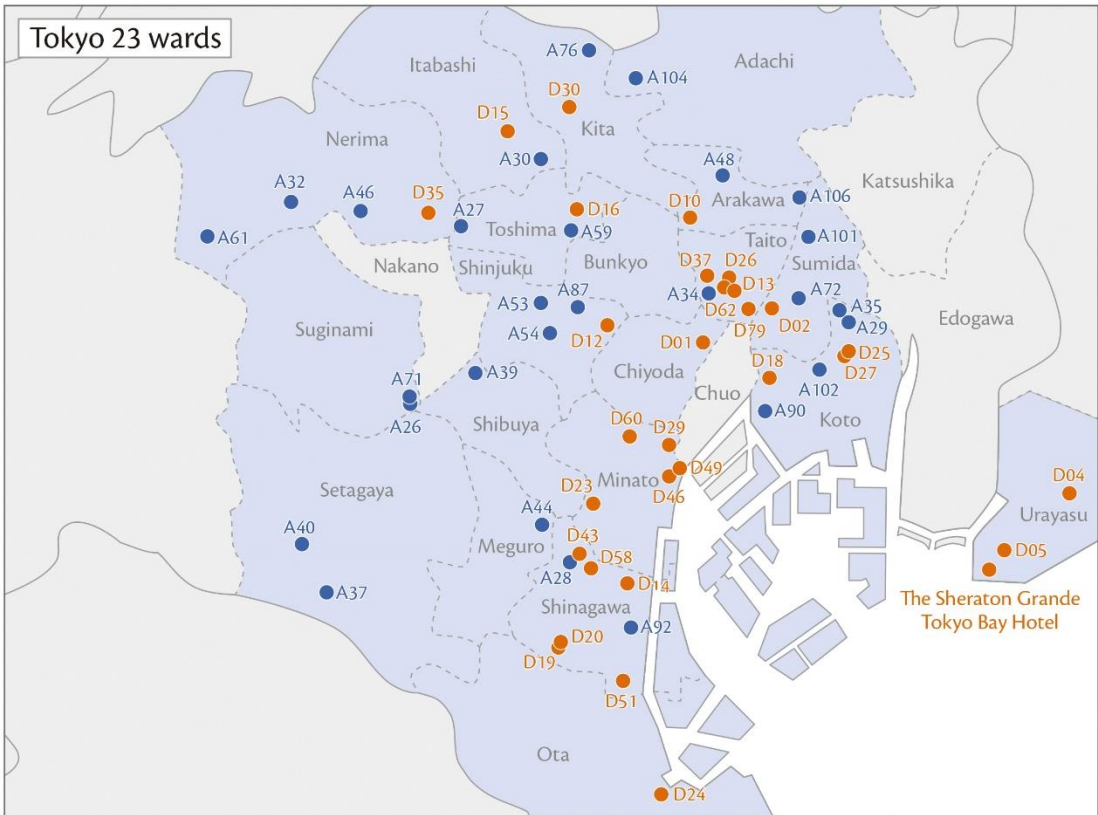 Tokyo 23 wards
A76
Itabashi
Adachi
A104
D30
D15
Kita
Nerima
A30
A48
Katsushika
A32
A46
D35
A27
D16
D10
Arakawa
A106
Toshima
A59
Taito
A61
A101
Nakano
Shinjuku
Bunkyo
Sumida
D37
D26
D13
A34
A72
A53
A87
D62
A35
D02
A29
Edogawa
Suginami
A54
D12
D79
D01
D25
D18
D27
A71
A39
Chiyoda
A102
Chuo
A26
A90
Koto
Shibuya
D60
D29
D49
D04
Minato
Setagaya
D46
D23
Urayasu
A44
A40
Meguro
D43
D05
D58
A28
D14
A37
The Sheraton Grande
Tokyo Bay Hotel
Shinagawa
A92
D20
D19
D51
Ota
D24